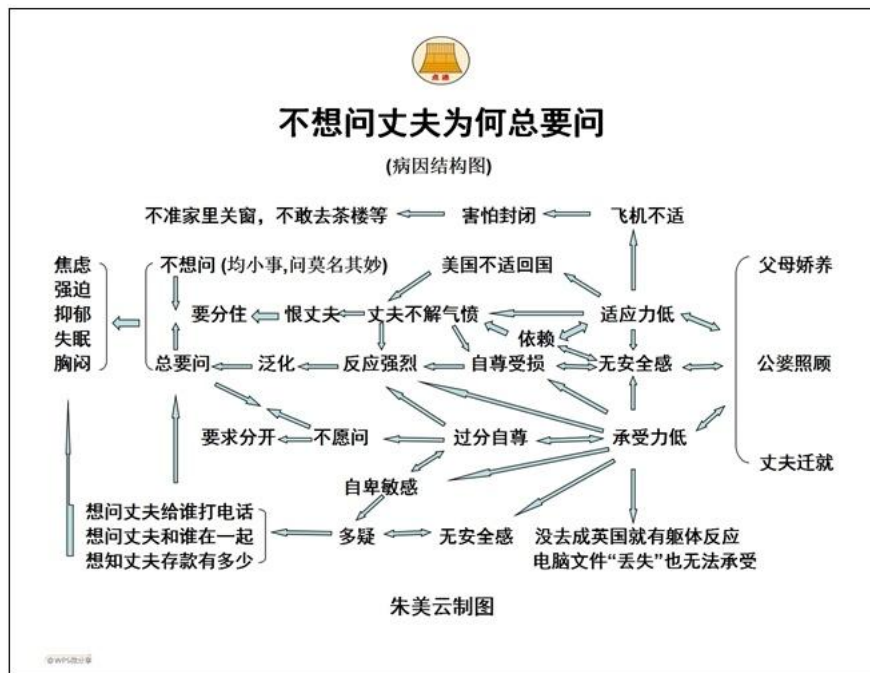 点通
不想问丈夫为何总要问
(病因结构图)
不准家里关窗，不敢去茶楼等 害怕封闭 飞机不适
焦虑 不想问 (均小事,问莫名其妙) 美国不适回国 父母娇养
强迫
抑郁 要分住 恨丈夫 丈夫不解气愤 适应力低
依赖
失眠
胸闷 总要问 泛化 反应强烈 自尊受损 无安全感 公婆照顾
要求分开 不愿问 过分自尊 承受力低
丈夫迁就
自卑敏感
想问丈夫给谁打电话
想问丈夫和谁在一起 多疑 无安全感 没去成英国就有躯体反应
想知丈夫存款有多少 电脑文件“丢失”也无法承受
朱美云制图